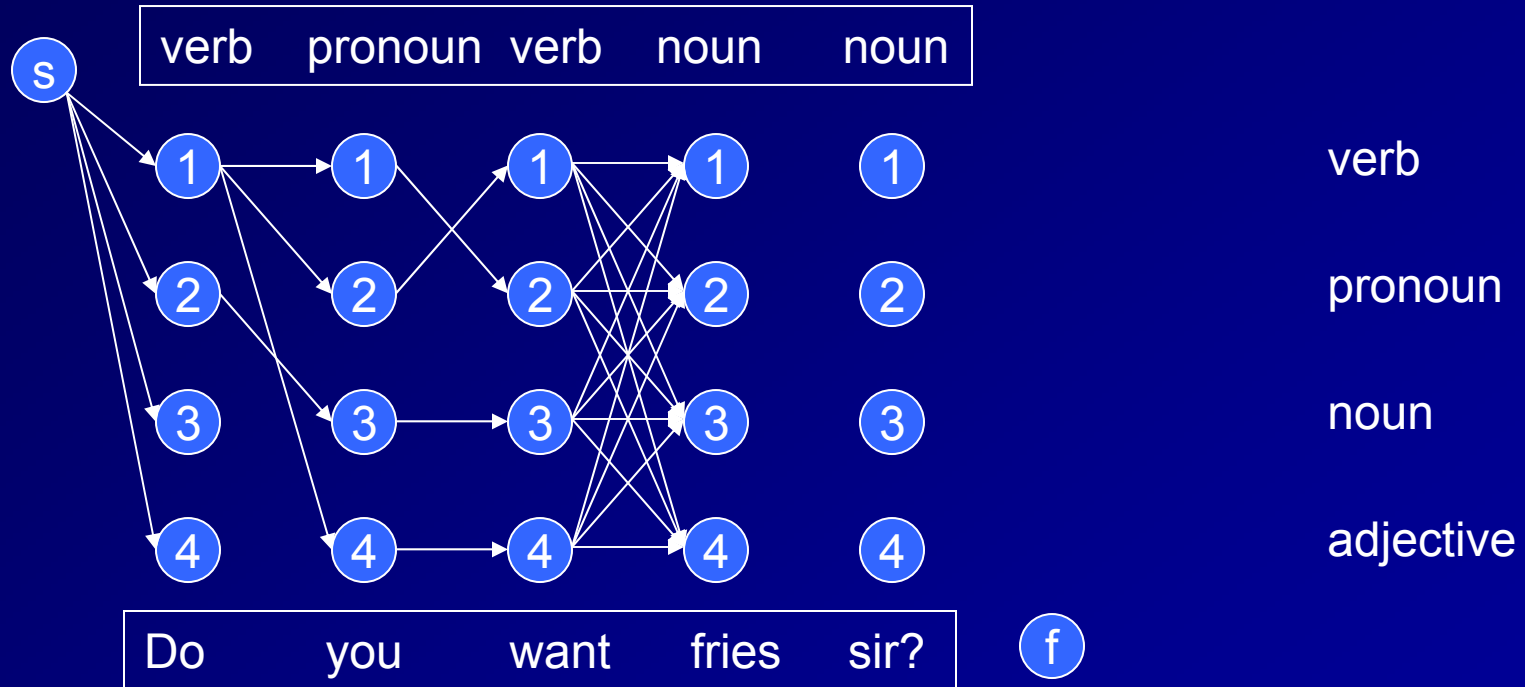 verb pronoun verb noun noun
s
1 1 1 1 1 verb
2 2 2 2 2 pronoun
3 3 3 3 3 noun
4 4 4 4 4 adjective
Do you want fries sir? f